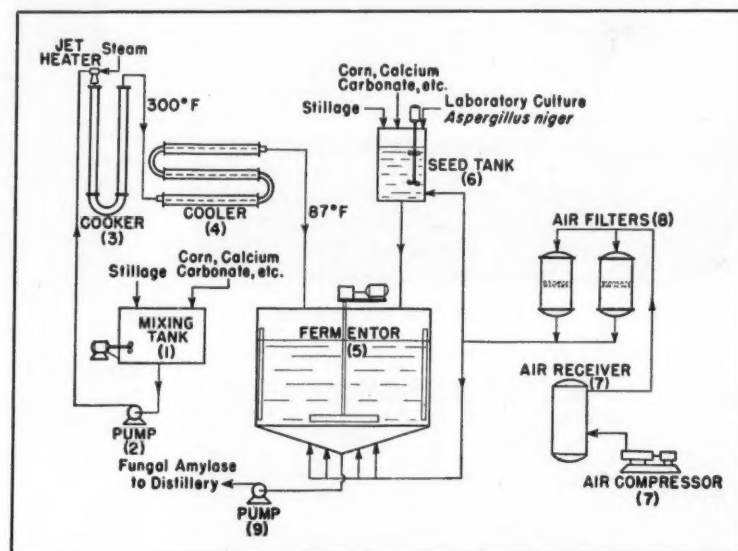 JET
HEATER
Steam
300°F
COOKER
(3)
COOLER
(4)
87°F
Corn, Calcium
Carbonate, etc.
Stillage
Laboratory Culture
Aspergillus niger
SEED TANK
(6)
AIR FILTERS (8)
Stillage
Corn, Calcium
Carbonate, etc.
MIXING
TANK
(1)
PUMP
(2)
FERMENTOR
(5)
AIR RECEIVER
(7)
AIR COMPRESSOR
(7)
Fungal Amylase
to Distillery
PUMP
(9)